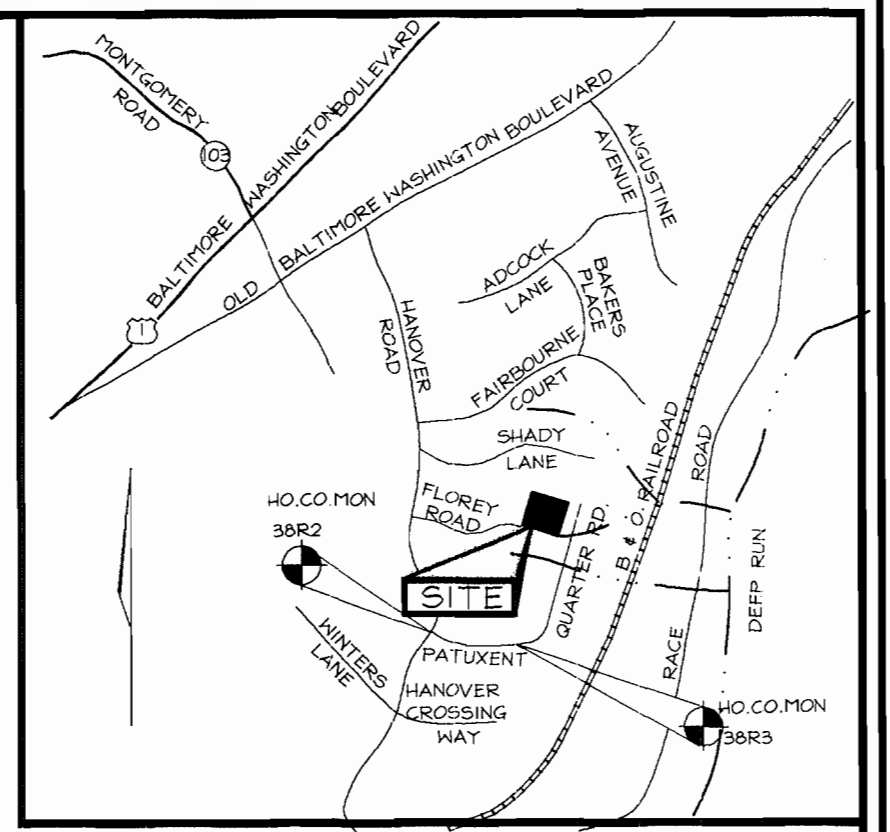 MONTGOMERY
ROAD
103
BALTIMORE WASHINGTON BOULEVARD
1
OLD BALTIMORE WASHINGTON BOULEVARD
AUGUSTINE
AVENUE
ADCOCK
LANE
BAKERS
PLACE
HANOVER
ROAD
FAIRBOURNE
COURT
SHADY
LANE
FLOREY
ROAD
HO.CO.MON
38R2
SITE
QUARTER RD.
B & O. RAILROAD
RACE ROAD
DEEP RUN
WINTERS
LANE
PATUXENT
HANOVER
CROSSING
WAY
HO.CO.MON
38R3